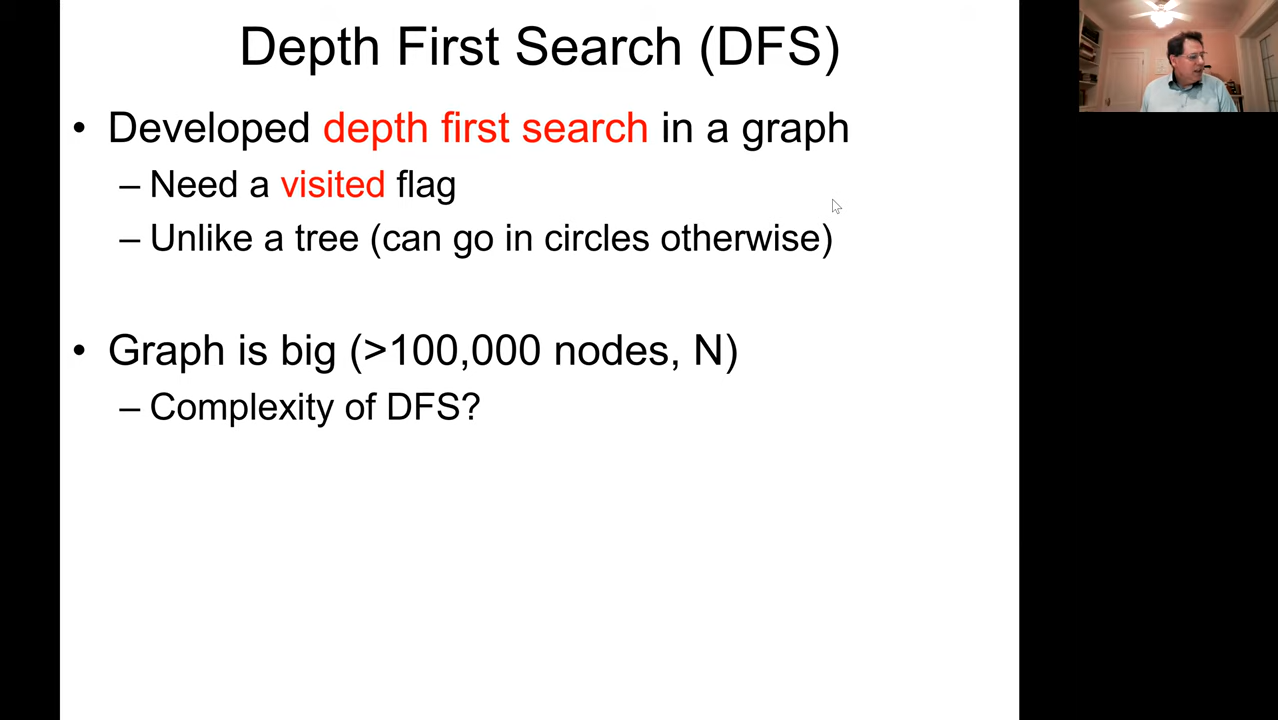 Depth First Search (DFS)
• Developed depth first search in a graph
– Need a visited flag
– Unlike a tree (can go in circles otherwise)
• Graph is big (>100,000 nodes, N)
– Complexity of DFS?